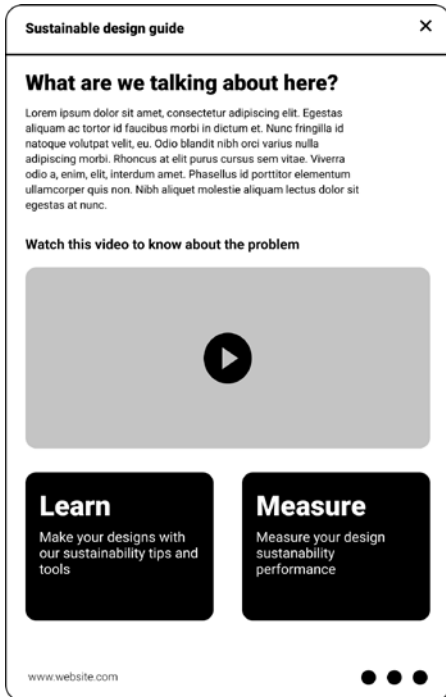 Sustainable design guide
What are we talking about here?
Lorem ipsum dolor sit amet, consectetur adipiscing elit. Egestas
aliquam ac tortor id faucibus morbi in dictum et. Nunc fringilla id
natoque volutpat velit, eu. Odio blandit nibh orci varius nulla
adipiscing morbi. Rhoncus at elit purus cursus sem vitae. Viverra
odio a, enim, elit, interdum amet. Phasellus id porttitor elementum
ullamcorper quis non. Nibh aliquet molestie aliquam lectus dolor sit
egestas at nunc.
Watch this video to know about the problem
Learn
Make your designs with
our sustainability tips and
tools
Measure
Measure your design
sustanability
performance
www.website.com